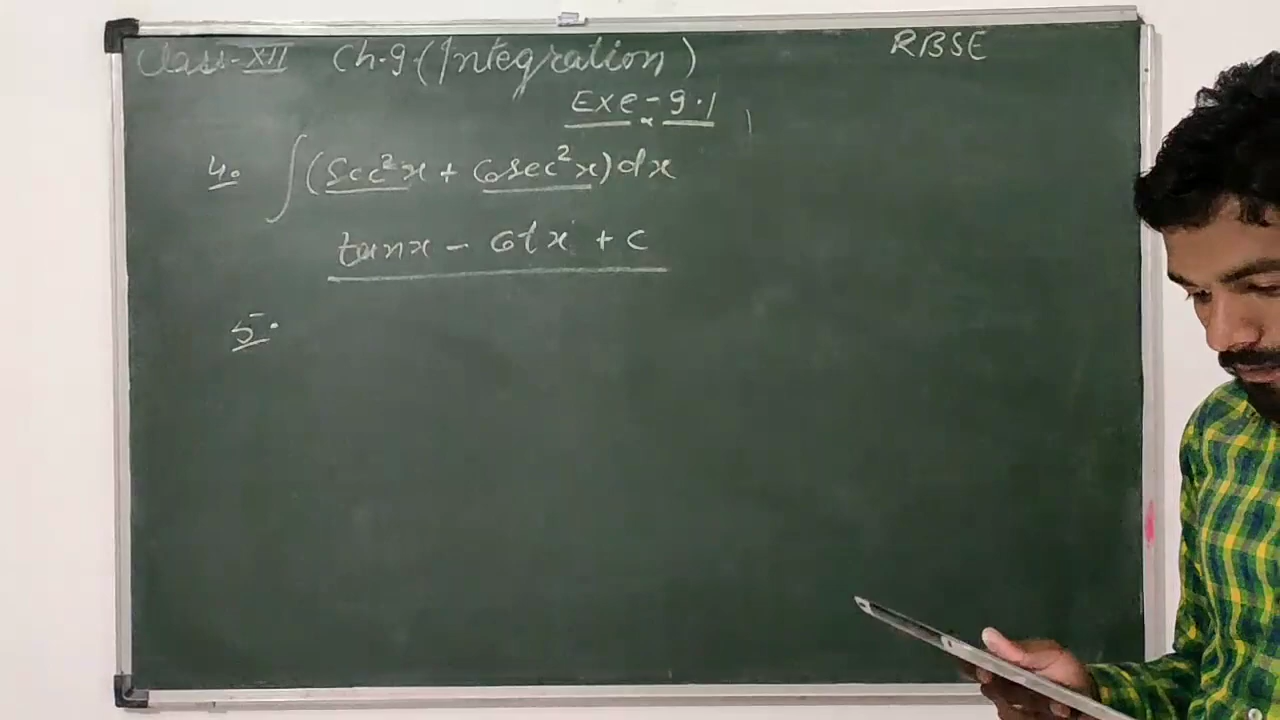 Class-XII Ch.9.(Integration) RBSE
Exe-9.1
4. ∫(sec²x + cosec²x)dx
tanx - cotx + c
5.